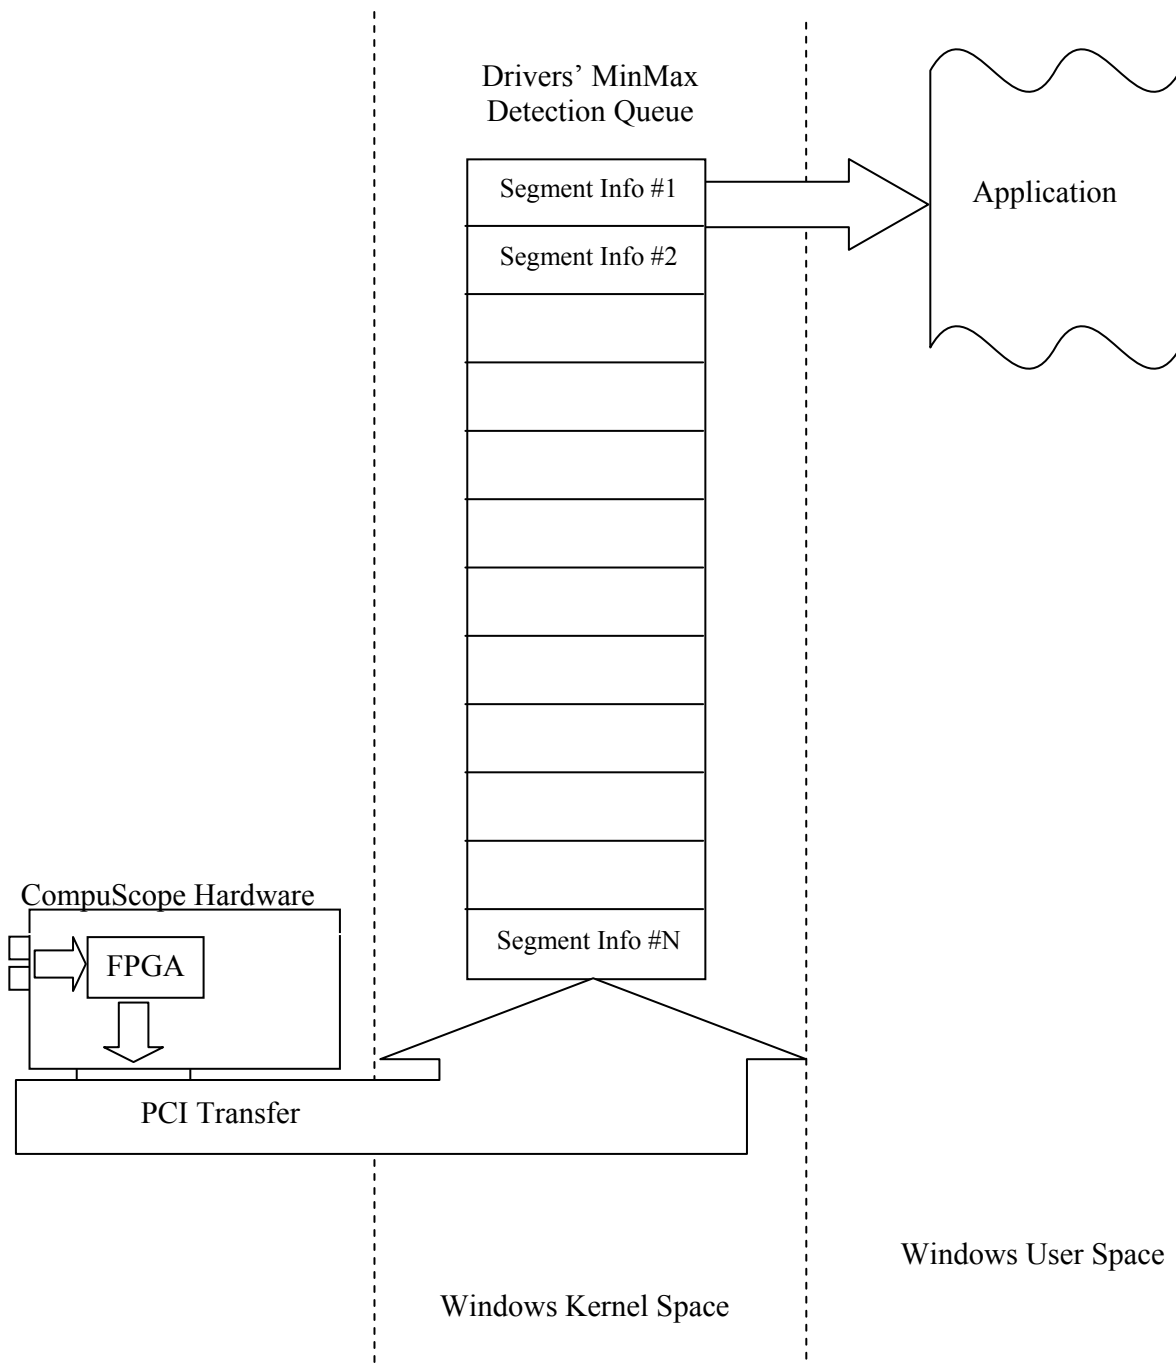 Drivers’ MinMax
Detection Queue
Segment Info #1
Application
Segment Info #2
CompuScope Hardware
Segment Info #N
FPGA
PCI Transfer
Windows User Space
Windows Kernel Space